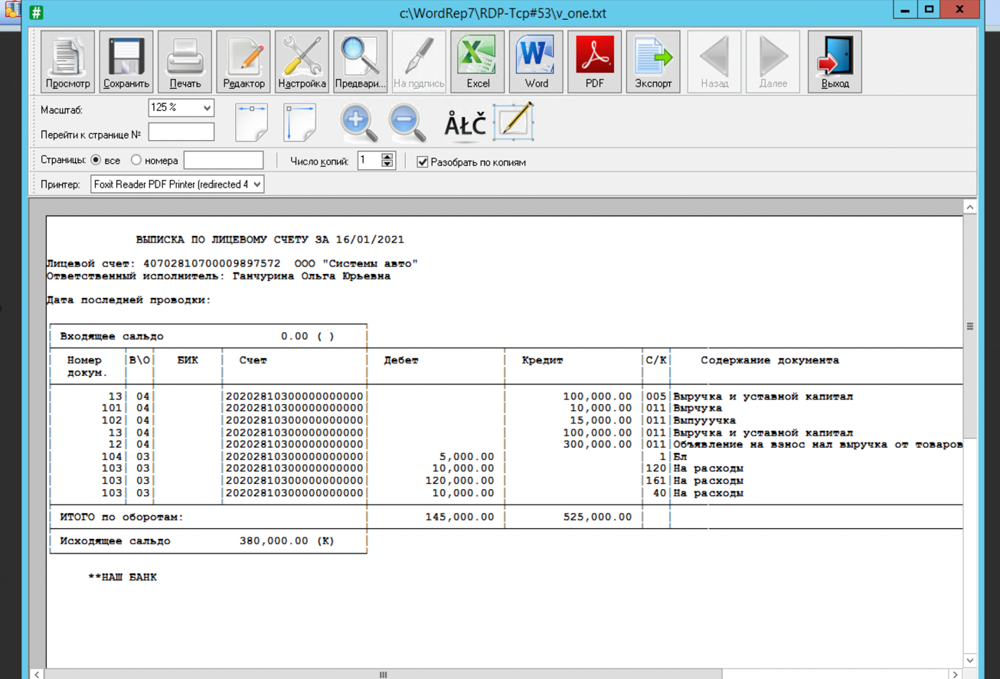 c:\WordRep7\RDP-Tcp#53\v_one.txt
Просмотр Сохранить Печать Редактор Настройка Предвари... На подпись Excel Word PDF Экспорт Назад Далее Выход
Масштаб: 125 %
Перейти к странице №
ÅŁČ
Страницы: все номера Число копий: 1 Разобрать по копиям
Принтер: Foxit Reader PDF Printer (redirected 4
ВЫПИСКА ПО ЛИЦЕВОМУ СЧЕТУ ЗА 16/01/2021
Лицевой счет: 40702810700009897572 ООО "Системы авто"
Ответственный исполнитель: Ганчурина Ольга Юрьевна
Дата последней проводки:
Входящее сальдо 0.00 ( )
Номер В\О БИК Счет Дебет Кредит С/К Содержание документа
докум.
13 04 20202810300000000000 100,000.00 005 Выручка и уставной капитал
101 04 20202810300000000000 10,000.00 011 Вырчука
102 04 20202810300000000000 15,000.00 011 Выпууучка
13 04 20202810300000000000 100,000.00 011 Выручка и уставной капитал
12 04 20202810300000000000 300,000.00 011 Объявление на взнос нал выручка от товаров
104 03 20202810300000000000 5,000.00 1 Бл
103 03 20202810300000000000 10,000.00 120 На расходы
103 03 20202810300000000000 120,000.00 161 На расходы
103 03 20202810300000000000 10,000.00 40 На расходы
ИТОГО по оборотам: 145,000.00 525,000.00
Исходящее сальдо 380,000.00 (К)
**НАШ БАНК